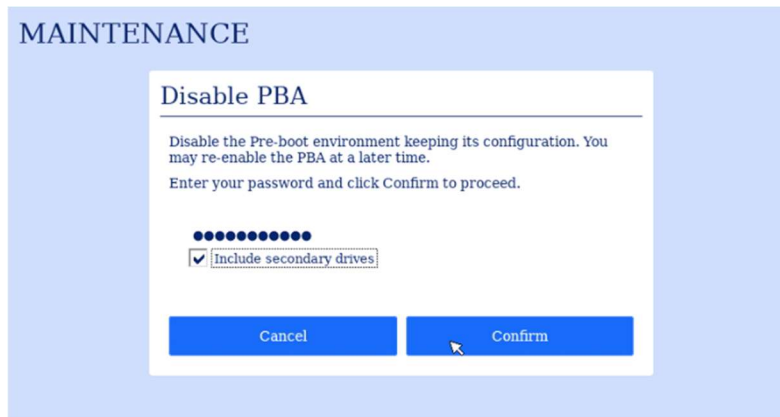 MAINTENANCE
Disable PBA
Disable the Pre-boot environment keeping its configuration. You
may re-enable the PBA at a later time.
Enter your password and click Confirm to proceed.
●●●●●●●●●●●
Include secondary drives
Cancel Confirm